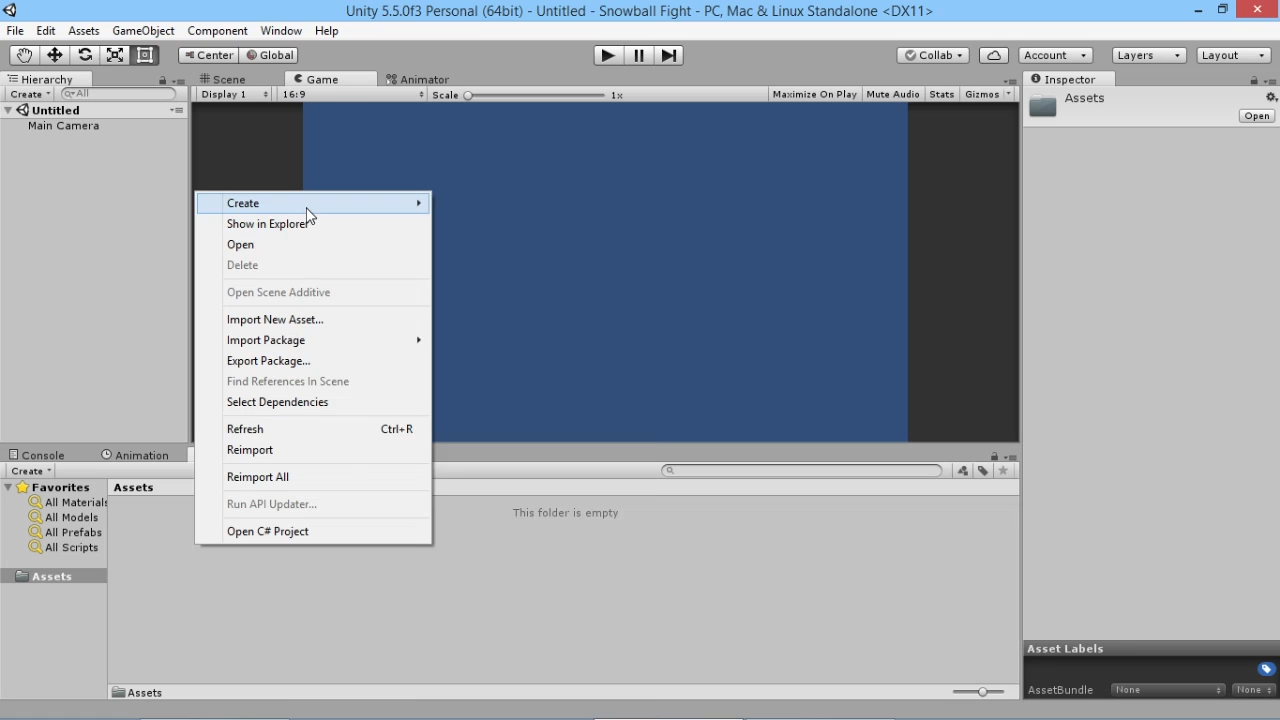 Unity 5.5.0f3 Personal (64bit) - Untitled - Snowball Fight - PC, Mac & Linux Standalone <DX11>
File Edit Assets GameObject Component Window Help
Center Global Collab Account Layers Layout
Hierarchy Scene Game Animator Inspector
Create All Display 1 16:9 Scale 1x Maximize On Play Mute Audio Stats Gizmos Assets
Untitled Open
Main Camera
Create
Show in Explorer
Open
Delete
Open Scene Additive
Import New Asset...
Import Package
Export Package...
Find References In Scene
Select Dependencies
Refresh Ctrl+R
Reimport
Reimport All
Run API Updater...
Open C# Project
Console Animation
Create
Favorites Assets
All Materials
All Models This folder is empty
All Prefabs
All Scripts
Assets
Asset Labels
Assets AssetBundle None None